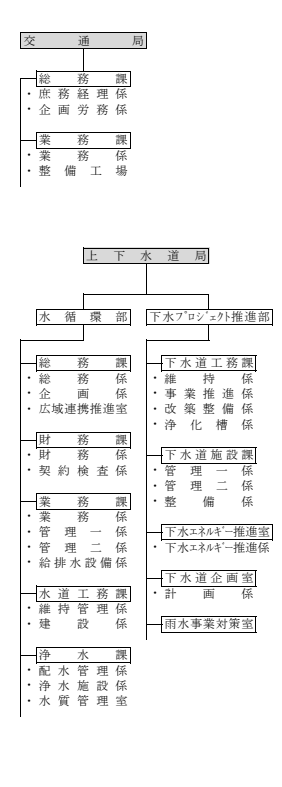 交通局
総務課
・庶務経理係
・企画労務係
業務課
・業務係
・整備工場
上下水道局
水循環部
総務課
・総務係
・企画係
・広域連携推進室
財務課
・財務係
・契約検査係
業務課
・業務係
・管理一係
・管理二係
・給排水設備係
水道工務課
・維持管理係
・建設係
浄水課
・配水管理係
・浄水施設係
・水質管理室
下水ﾌﾟﾛｼﾞｪｸﾄ推進部
下水道工務課
・維持係
・事業推進係
・改築整備係
・浄化槽係
下水道施設課
・管理一係
・管理二係
・整備係
下水ｴﾈﾙｷﾞｰ推進室
・下水ｴﾈﾙｷﾞｰ推進係
下水道企画室
・計画係
雨水事業対策室